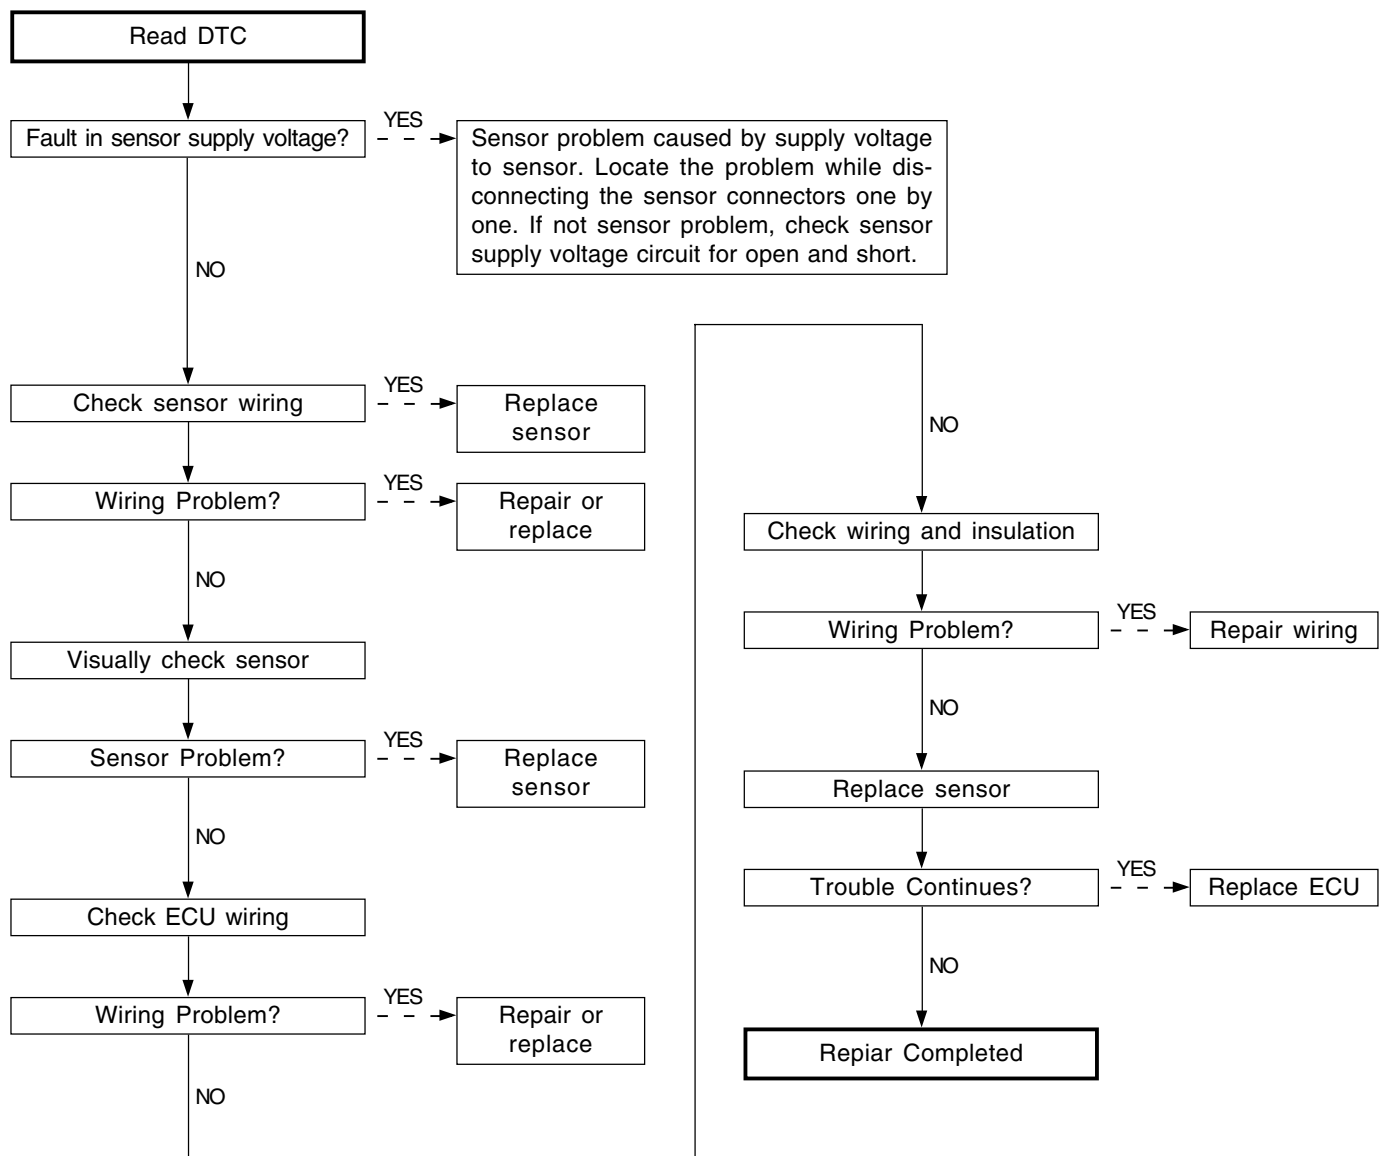 Read DTC
Fault in sensor supply voltage?
YES
Sensor problem caused by supply voltage
to sensor. Locate the problem while dis-
connecting the sensor connectors one by
one. If not sensor problem, check sensor
supply voltage circuit for open and short.
NO
Check sensor wiring
YES
Replace
sensor
Wiring Problem?
YES
Repair or
replace
NO
Visually check sensor
Sensor Problem?
YES
Replace
sensor
NO
Check ECU wiring
Wiring Problem?
YES
Repair or
replace
NO
NO
Check wiring and insulation
Wiring Problem?
YES
Repair wiring
NO
Replace sensor
Trouble Continues?
YES
Replace ECU
NO
Repiar Completed